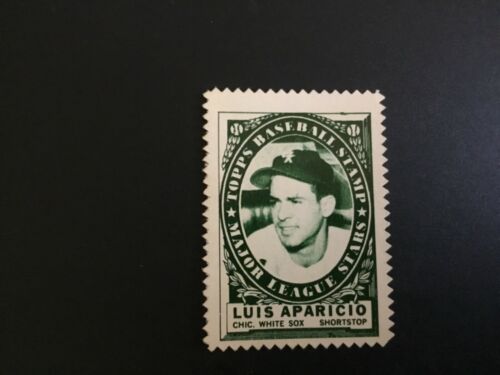 ★ TOPPS BASEBALL STAMP ★
MAJOR LEAGUE STARS
LUIS APARICIO
CHIC. WHITE SOX SHORTSTOP